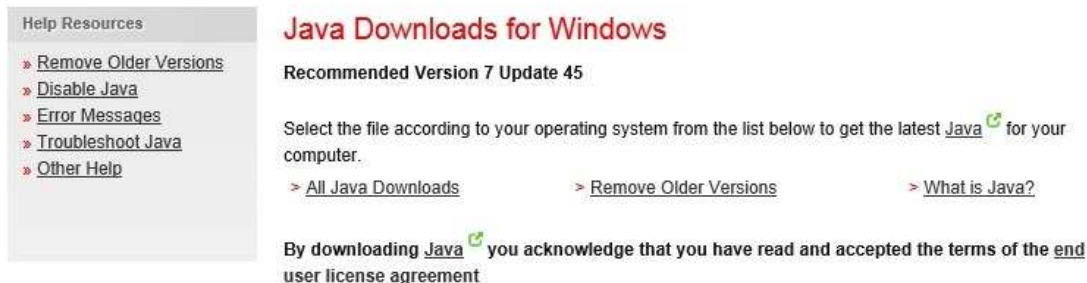 Help Resources
» Remove Older Versions
» Disable Java
» Error Messages
» Troubleshoot Java
» Other Help
Java Downloads for Windows
Recommended Version 7 Update 45
Select the file according to your operating system from the list below to get the latest Java for your
computer.
> All Java Downloads > Remove Older Versions > What is Java?
By downloading Java you acknowledge that you have read and accepted the terms of the end
user license agreement